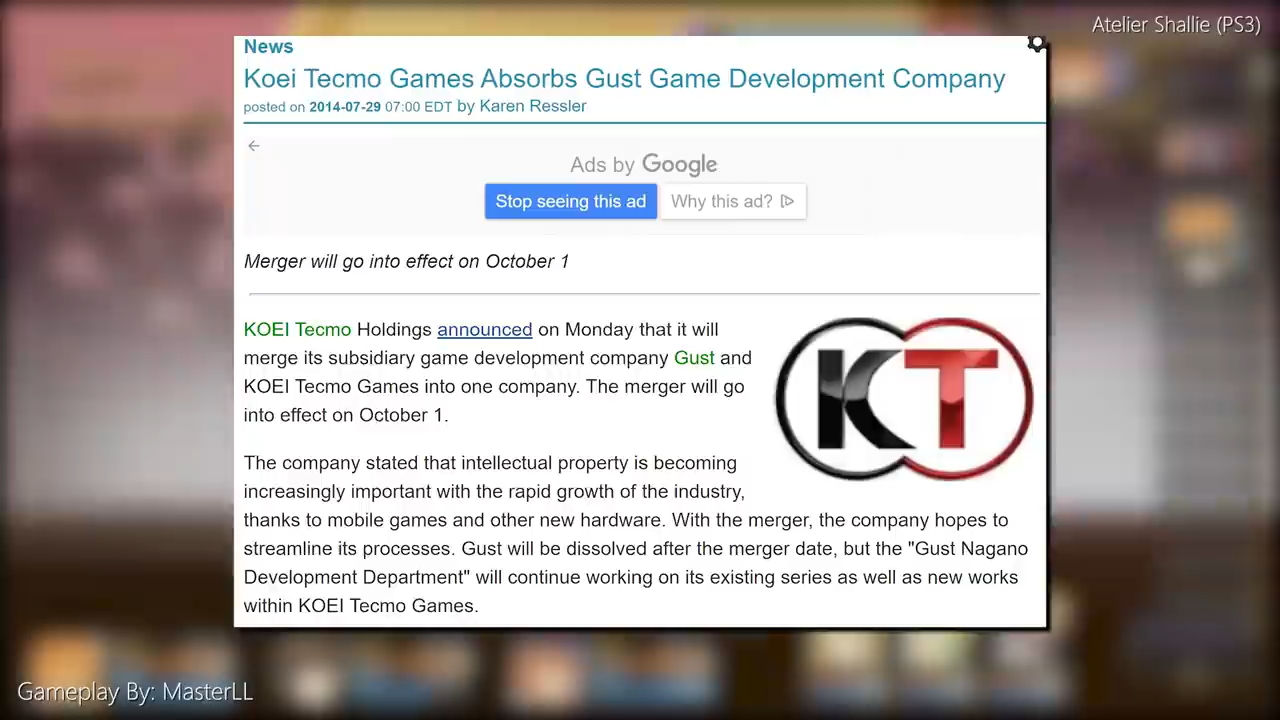 Atelier Shallie (PS3)
News
Koei Tecmo Games Absorbs Gust Game Development Company
posted on 2014-07-29 07:00 EDT by Karen Ressler
Ads by Google
Stop seeing this ad
Why this ad?
Merger will go into effect on October 1
KOEI Tecmo Holdings announced on Monday that it will
merge its subsidiary game development company Gust and
KOEI Tecmo Games into one company. The merger will go
into effect on October 1.
KT
The company stated that intellectual property is becoming
increasingly important with the rapid growth of the industry,
thanks to mobile games and other new hardware. With the merger, the company hopes to
streamline its processes. Gust will be dissolved after the merger date, but the "Gust Nagano
Development Department" will continue working on its existing series as well as new works
within KOEI Tecmo Games.
Gameplay By: MasterLL